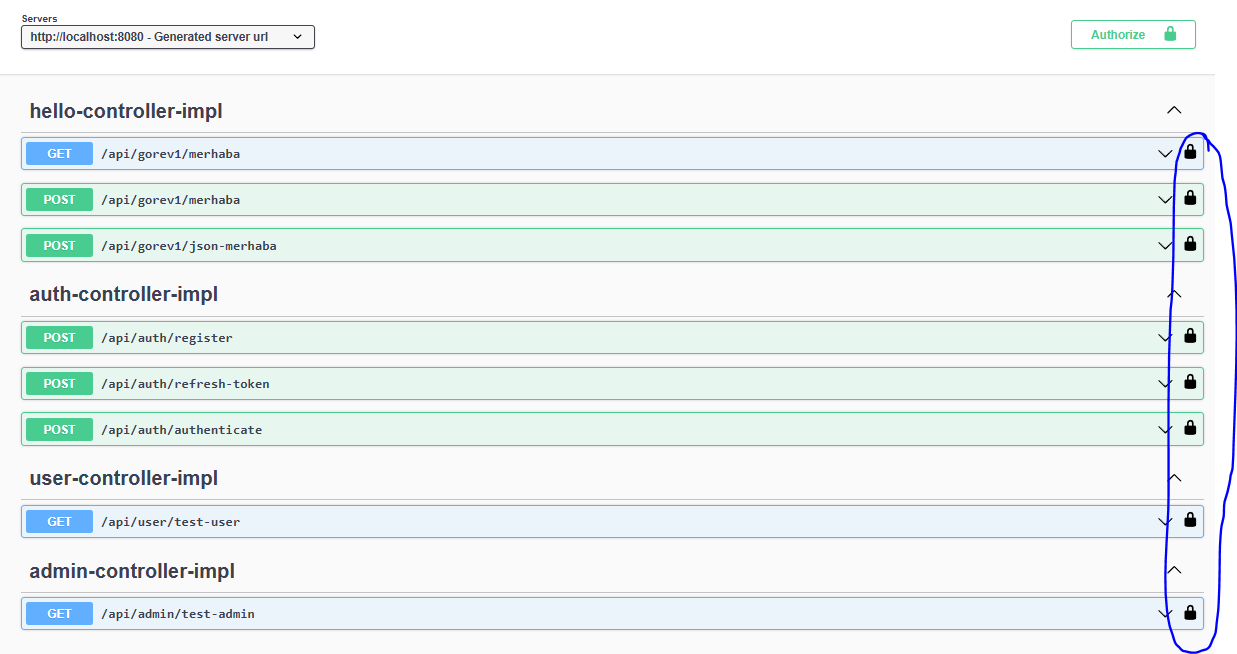 Servers
http://localhost:8080 - Generated server url
Authorize
hello-controller-impl
GET /api/gorev1/merhaba
POST /api/gorev1/merhaba
POST /api/gorev1/json-merhaba
auth-controller-impl
POST /api/auth/register
POST /api/auth/refresh-token
POST /api/auth/authenticate
user-controller-impl
GET /api/user/test-user
admin-controller-impl
GET /api/admin/test-admin